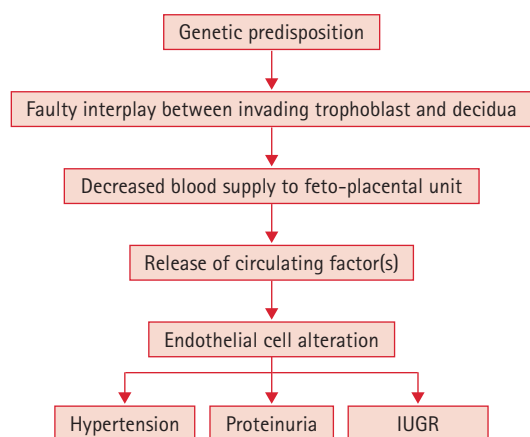 Genetic predisposition
Faulty interplay between invading trophoblast and decidua
Decreased blood supply to feto-placental unit
Release of circulating factor(s)
Endothelial cell alteration
Hypertension
Proteinuria
IUGR